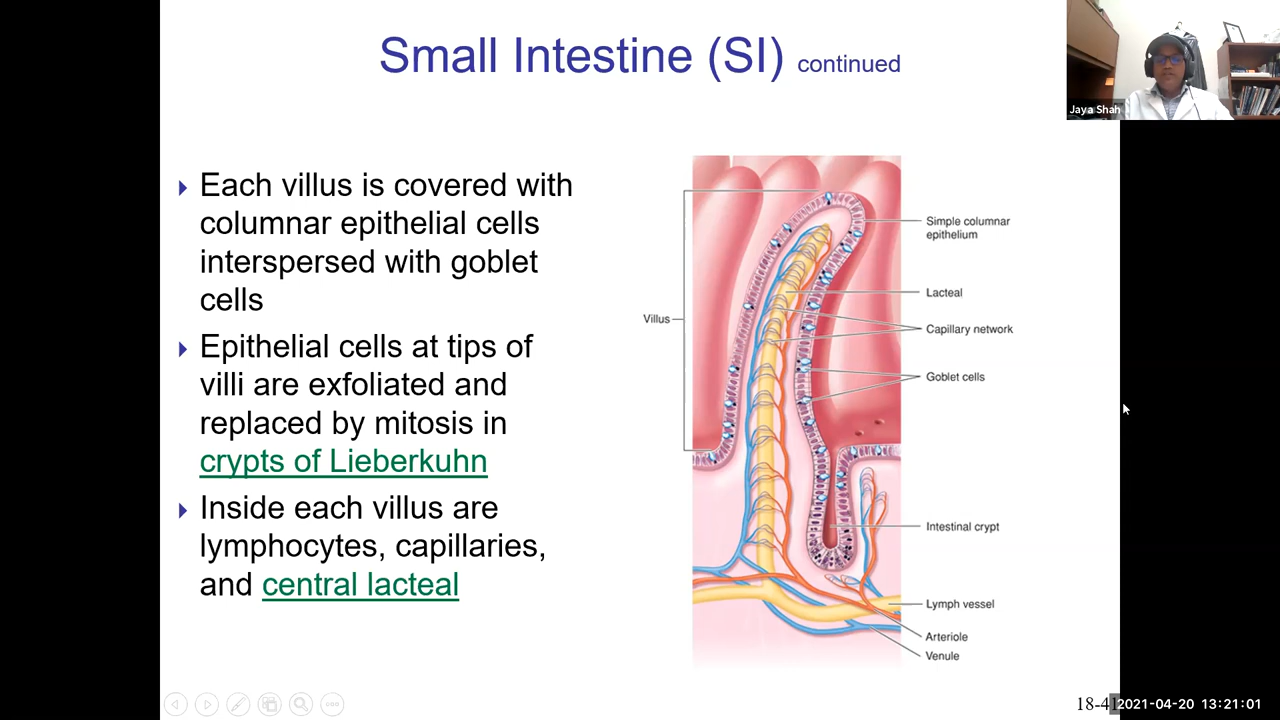 Small Intestine (SI) continued
Jaya Shah
Each villus is covered with
columnar epithelial cells
interspersed with goblet
cells
Epithelial cells at tips of
villi are exfoliated and
replaced by mitosis in
crypts of Lieberkuhn
Inside each villus are
lymphocytes, capillaries,
and central lacteal
Villus
Simple columnar
epithelium
Lacteal
Capillary network
Goblet cells
Intestinal crypt
Lymph vessel
Arteriole
Venule
18-41
2021-04-20 13:21:01